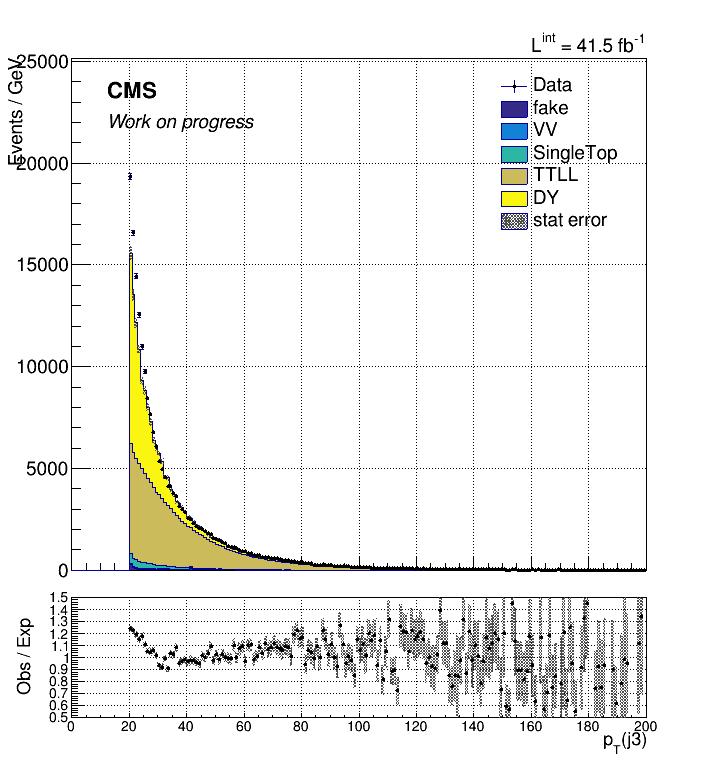 L^int = 41.5 fb^-1
Events / GeV
25000
20000
15000
10000
5000
0
CMS
Work on progress
Data
fake
VV
SingleTop
TTLL
DY
stat error
Obs / Exp
1.5
1.4
1.3
1.2
1.1
1
0.9
0.8
0.7
0.6
0.5
0 20 40 60 80 100 120 140 160 180 200
p_T(j3)